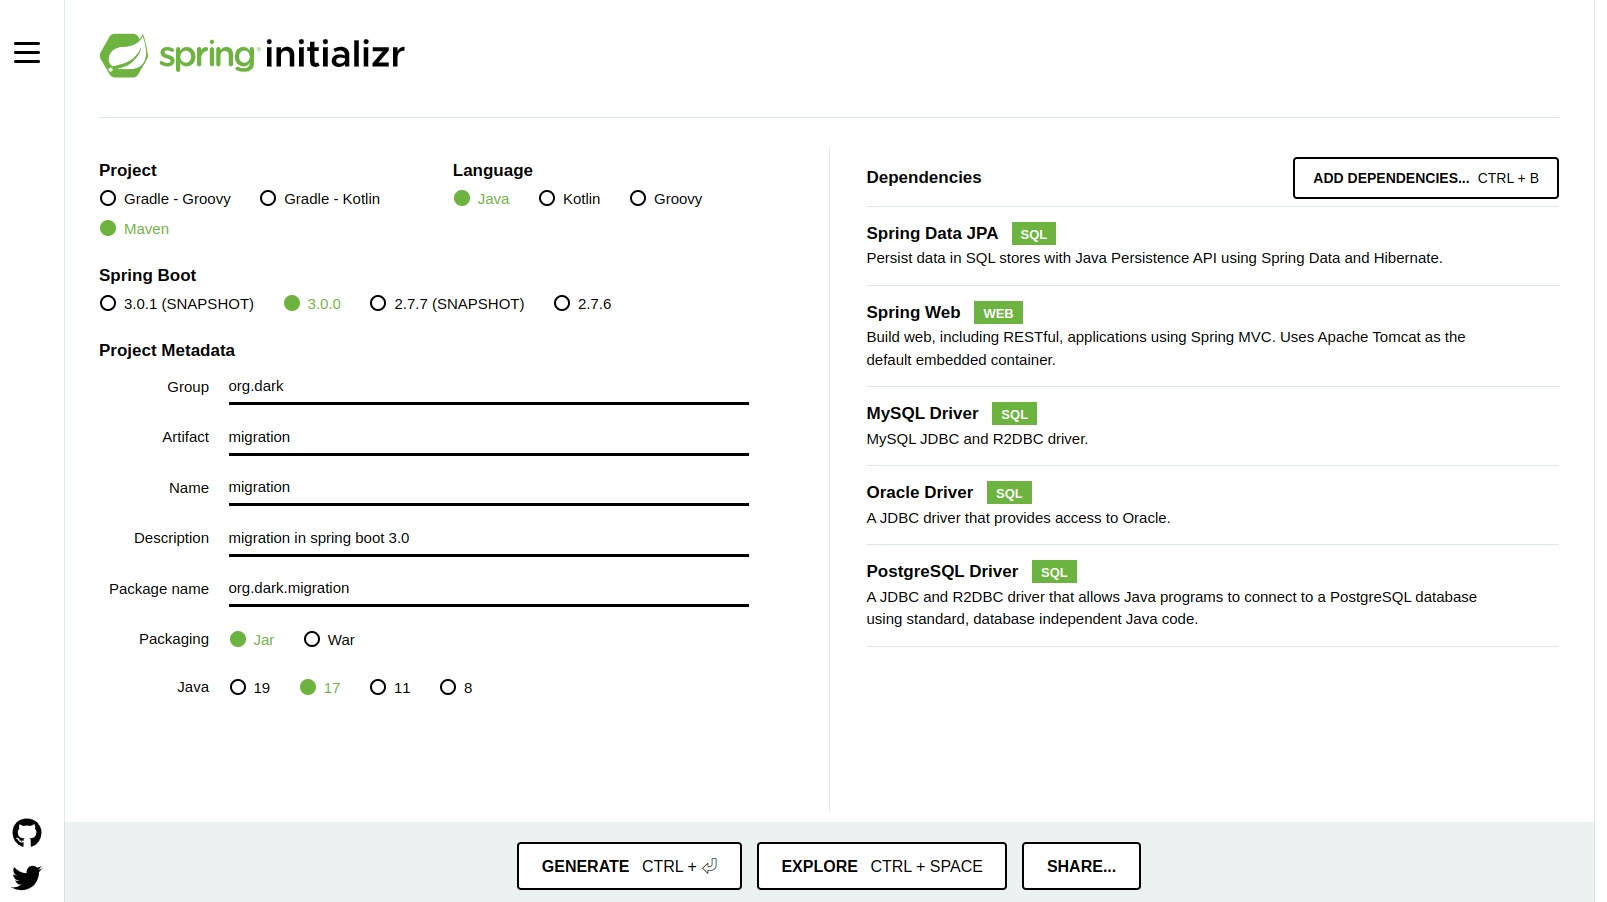 spring initializr
Project
Gradle - Groovy Gradle - Kotlin
Maven
Language
Java Kotlin Groovy
Spring Boot
3.0.1 (SNAPSHOT) 3.0.0 2.7.7 (SNAPSHOT) 2.7.6
Project Metadata
Group org.dark
Artifact migration
Name migration
Description migration in spring boot 3.0
Package name org.dark.migration
Packaging Jar War
Java 19 17 11 8
Dependencies
ADD DEPENDENCIES... CTRL + B
Spring Data JPA SQL
Persist data in SQL stores with Java Persistence API using Spring Data and Hibernate.
Spring Web WEB
Build web, including RESTful, applications using Spring MVC. Uses Apache Tomcat as the
default embedded container.
MySQL Driver SQL
MySQL JDBC and R2DBC driver.
Oracle Driver SQL
A JDBC driver that provides access to Oracle.
PostgreSQL Driver SQL
A JDBC and R2DBC driver that allows Java programs to connect to a PostgreSQL database
using standard, database independent Java code.
GENERATE CTRL + ⏎
EXPLORE CTRL + SPACE
SHARE...